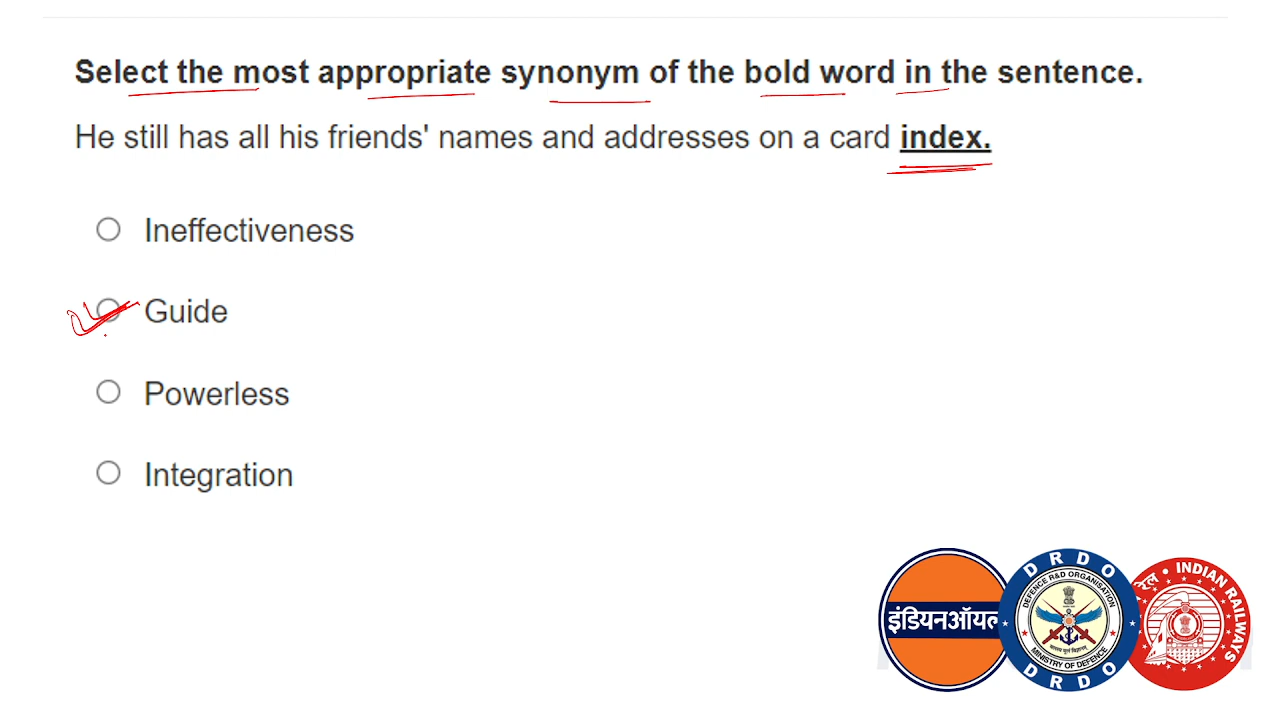 Select the most appropriate synonym of the bold word in the sentence.
He still has all his friends' names and addresses on a card index.
Ineffectiveness
Guide
Powerless
Integration
इंडियनऑयल
DRDO
DEFENCE R&D ORGANISATION
MINISTRY OF DEFENCE
DRDO
रेल • INDIAN RAILWAYS